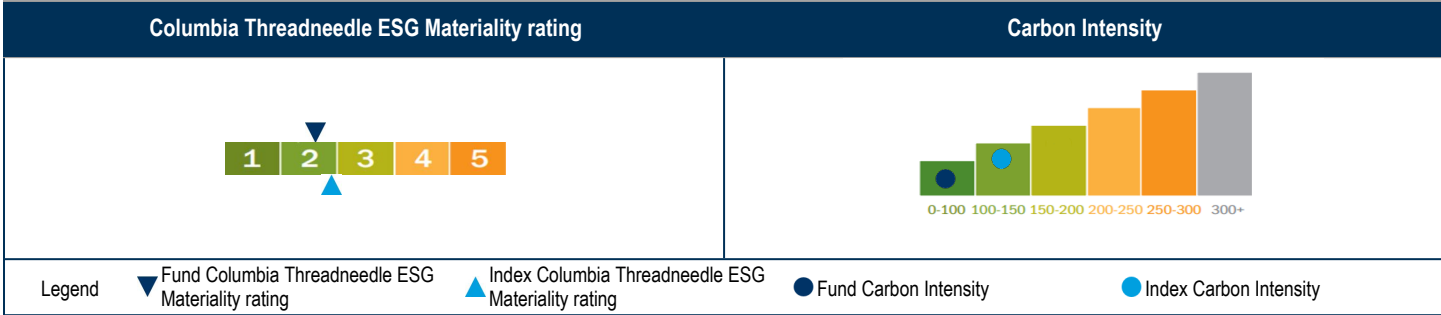 Columbia Threadneedle ESG Materiality rating
Carbon Intensity
1 2 3 4 5
0-100 100-150 150-200 200-250 250-300 300+
Legend
Fund Columbia Threadneedle ESG
Materiality rating
Index Columbia Threadneedle ESG
Materiality rating
Fund Carbon Intensity
Index Carbon Intensity